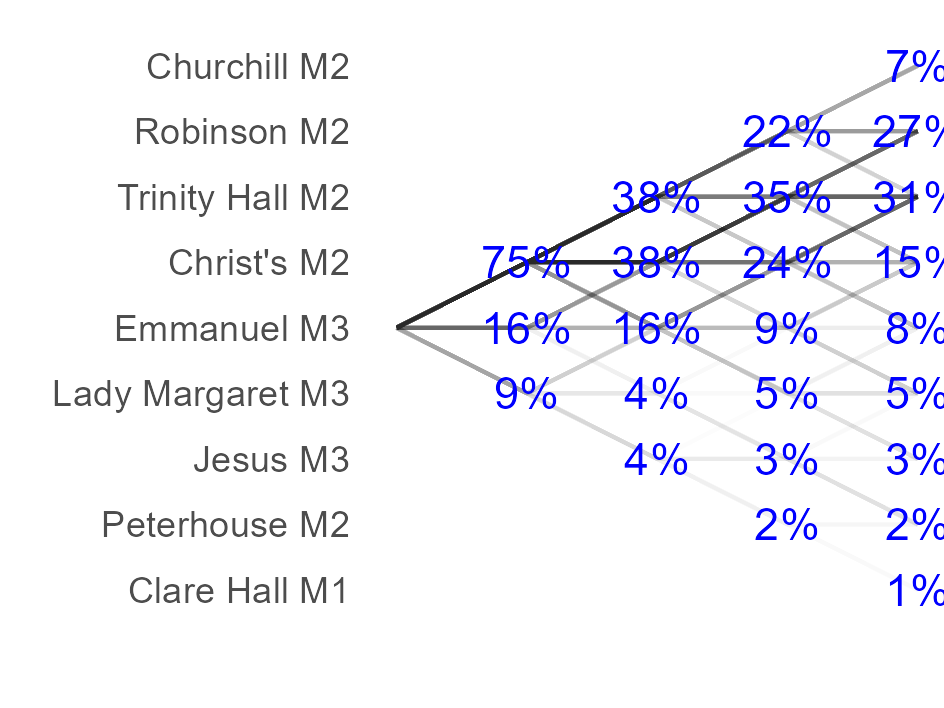 Churchill M2 7%
Robinson M2 22% 27%
Trinity Hall M2 38% 35% 31%
Christ's M2 75% 38% 24% 15%
Emmanuel M3 16% 16% 9% 8%
Lady Margaret M3 9% 4% 5% 5%
Jesus M3 4% 3% 3%
Peterhouse M2 2% 2%
Clare Hall M1 1%